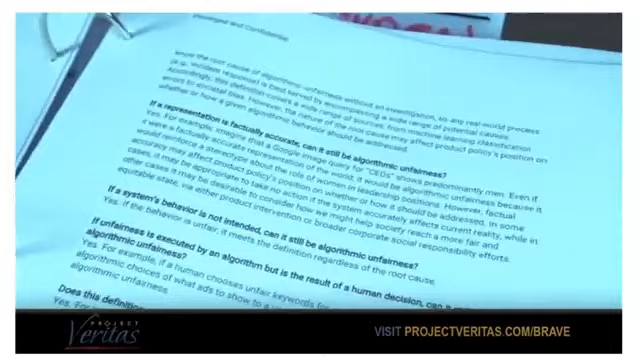 Privileged and Confidential
know the root cause of algorithmic unfairness without an investigation, so any real-world process
(e.g., incident response) is best served by encompassing a wide range of potential causes.
Accordingly, this definition covers a wide range of sources, from machine learning classification
errors to societal bias. However, the nature of the root cause may affect product policy's position on
whether or how a given algorithmic behavior should be addressed.
If a representation is factually accurate, can it still be algorithmic unfairness?
Yes. For example, imagine that a Google image query for "CEOs" shows predominantly men. Even if
it were a factually accurate representation of the world, it would be algorithmic unfairness because it
would reinforce a stereotype about the role of women in leadership positions. However, factual
accuracy may affect product policy's position on whether or how it should be addressed. In some
cases, it may be appropriate to take no action if the system accurately affects current reality, while in
other cases it may be desirable to consider how we might help society reach a more fair and
equitable state, via either product intervention or broader corporate social responsibility efforts.
If a system's behavior is not intended, can it still be algorithmic unfairness?
Yes. If the behavior is unfair, it meets the definition regardless of the root cause.
If unfairness is executed by an algorithm but is the result of a human decision, can
algorithmic unfairness?
Yes. For example, if a human chooses unfair keywords for
algorithmic choices of what ads to show to a
algorithmic unfairness.
Does this definition
Yes. For
PROJECT
Veritas
VISIT PROJECTVERITAS.COM/BRAVE